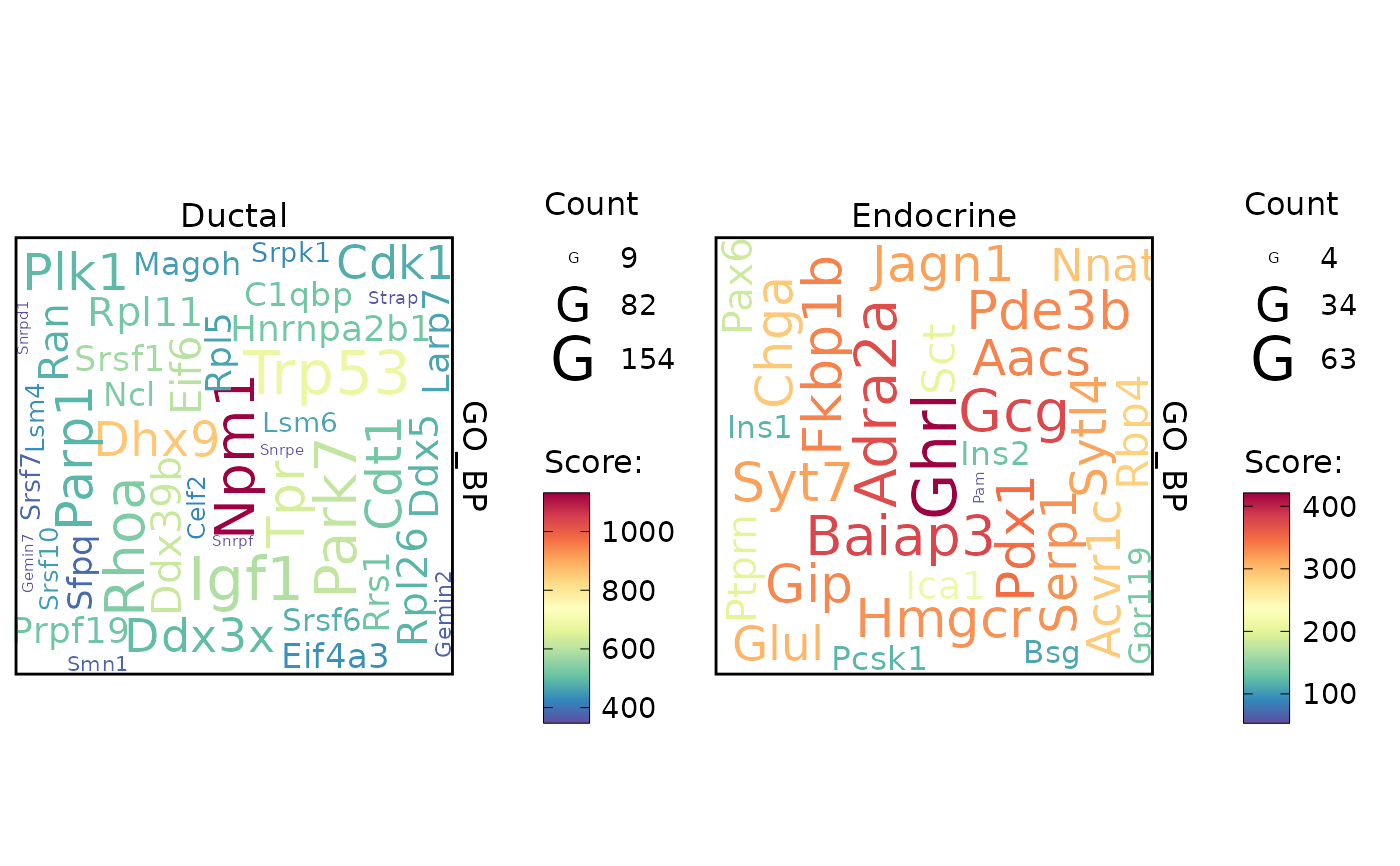 Ductal
Plk1
Magoh
Srpk1
Cdk1
C1qbp
Strap
Snrpd1
Ran
Rpl11
Rpl5
Hnrnpa2b1
Larp7
Srsf1
Eif6
Trp53
Ncl
Lsm4
Parp1
Dhx9
Npm1
Lsm6
Snrpe
Cdt1
Ddx5
Srsf7
Rhoa
Ddx39b
Celf2
Tpr
Park7
Snrpf
Gemin7
Srsf10
Sfpq
Igf1
Rrs1
Rpl26
Gemin2
Prpf19
Ddx3x
Srsf6
Smn1
Eif4a3
GO_BP
Count
G 9
G 82
G 154
Score:
1000
800
600
400
Endocrine
Pax6
Chga
Fkbp1b
Jagn1
Nnat
Adra2a
Sct
Pde3b
Aacs
Ins1
Ghrl
Gcg
Sytl4
Rbp4
Ins2
Syt7
Pam
Baiap3
Pdx1
Serp1
Acvr1c
Ptprn
Gip
Ica1
Gpr119
Hmgcr
Glul
Pcsk1
Bsg
GO_BP
Count
G 4
G 34
G 63
Score:
400
300
200
100